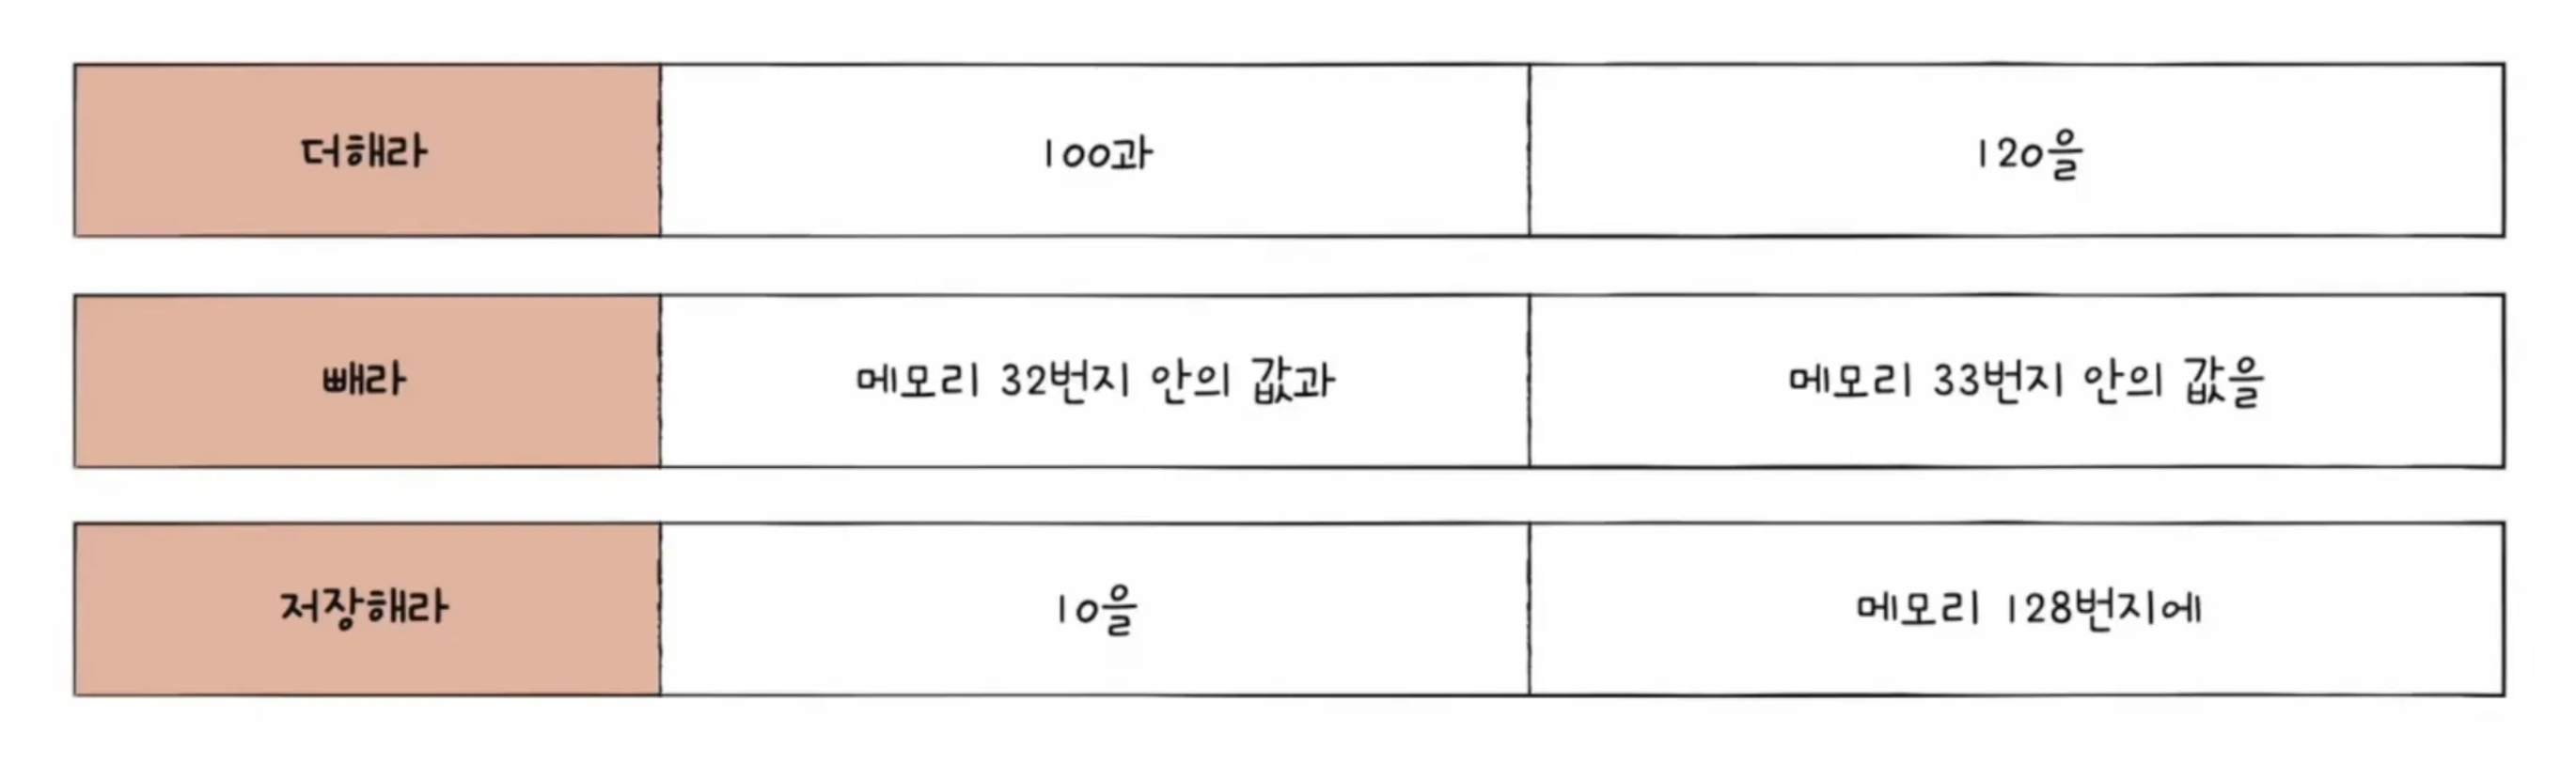 더해라 100과 120을
빼라 메모리 32번지 안의 값과 메모리 33번지 안의 값을
저장해라 10을 메모리 128번지에